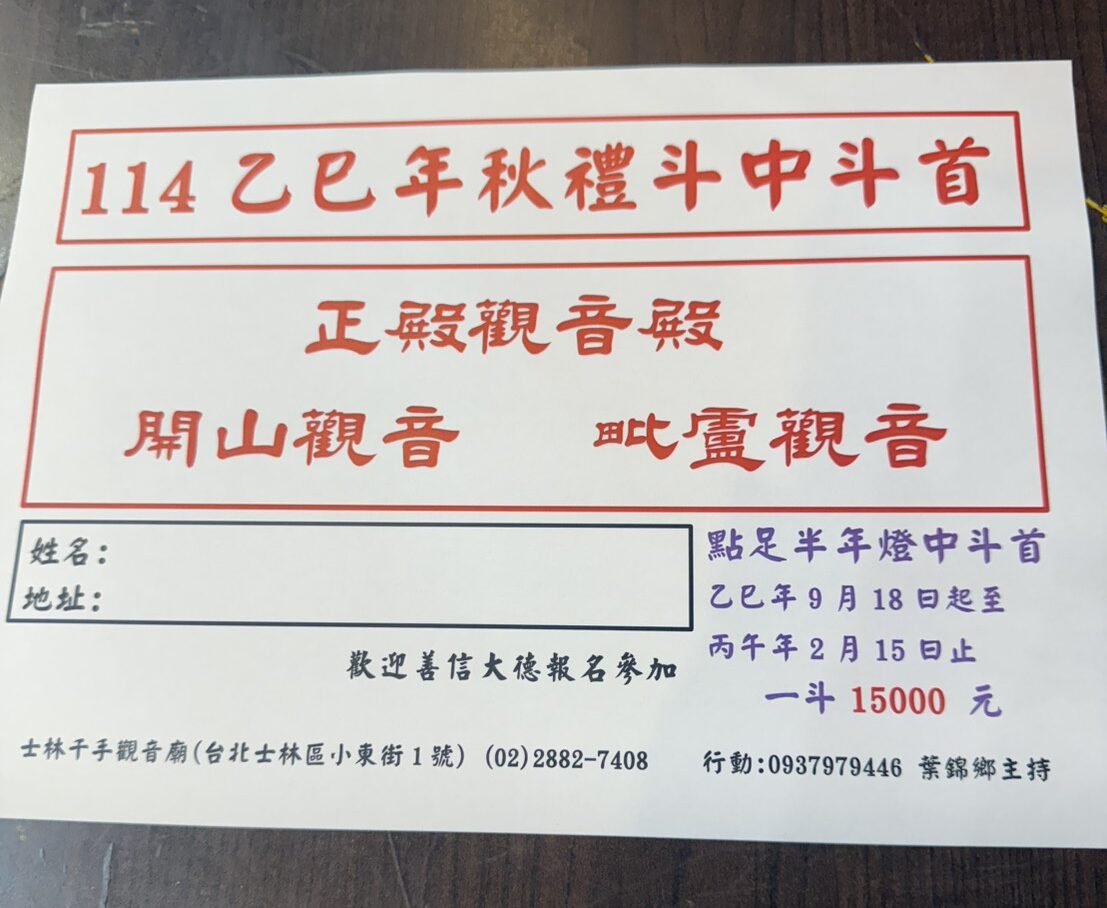 114 乙巳年秋禮斗中斗首
正殿觀音殿
開山觀音 毗盧觀音
姓名：
地址：
點足半年燈中斗首
乙巳年 9 月 18 日起至
丙午年 2 月 15 日止
一斗 15000 元
歡迎善信大德報名參加
士林千手觀音廟(台北士林區小東街 1 號) (02)2882-7408 行動:0937979446 葉錦鄉主持